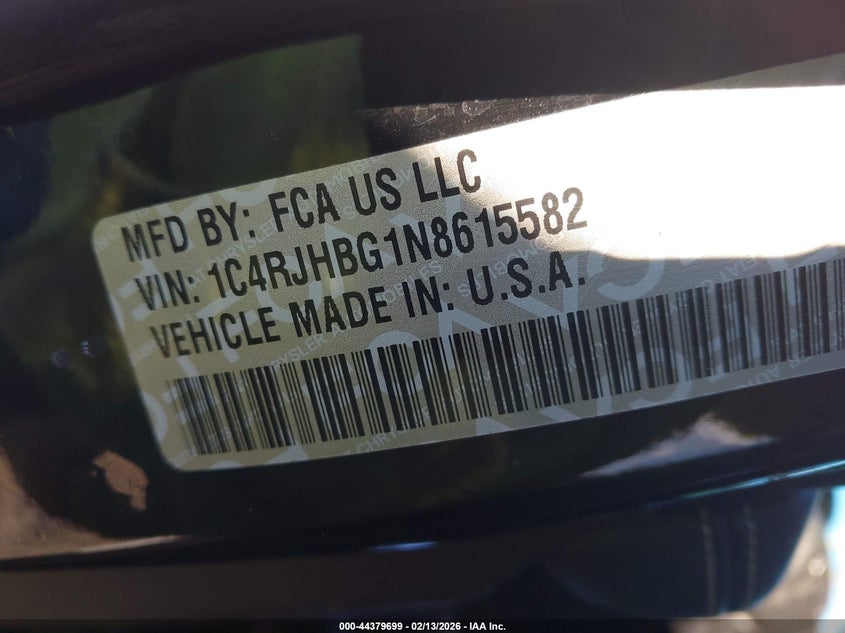 MFD BY: FCA US LLC
VIN: 1C4RJHBG1N8615582
VEHICLE MADE IN: U.S.A.
000-44379699 — 02/13/2026 — IAA Inc.